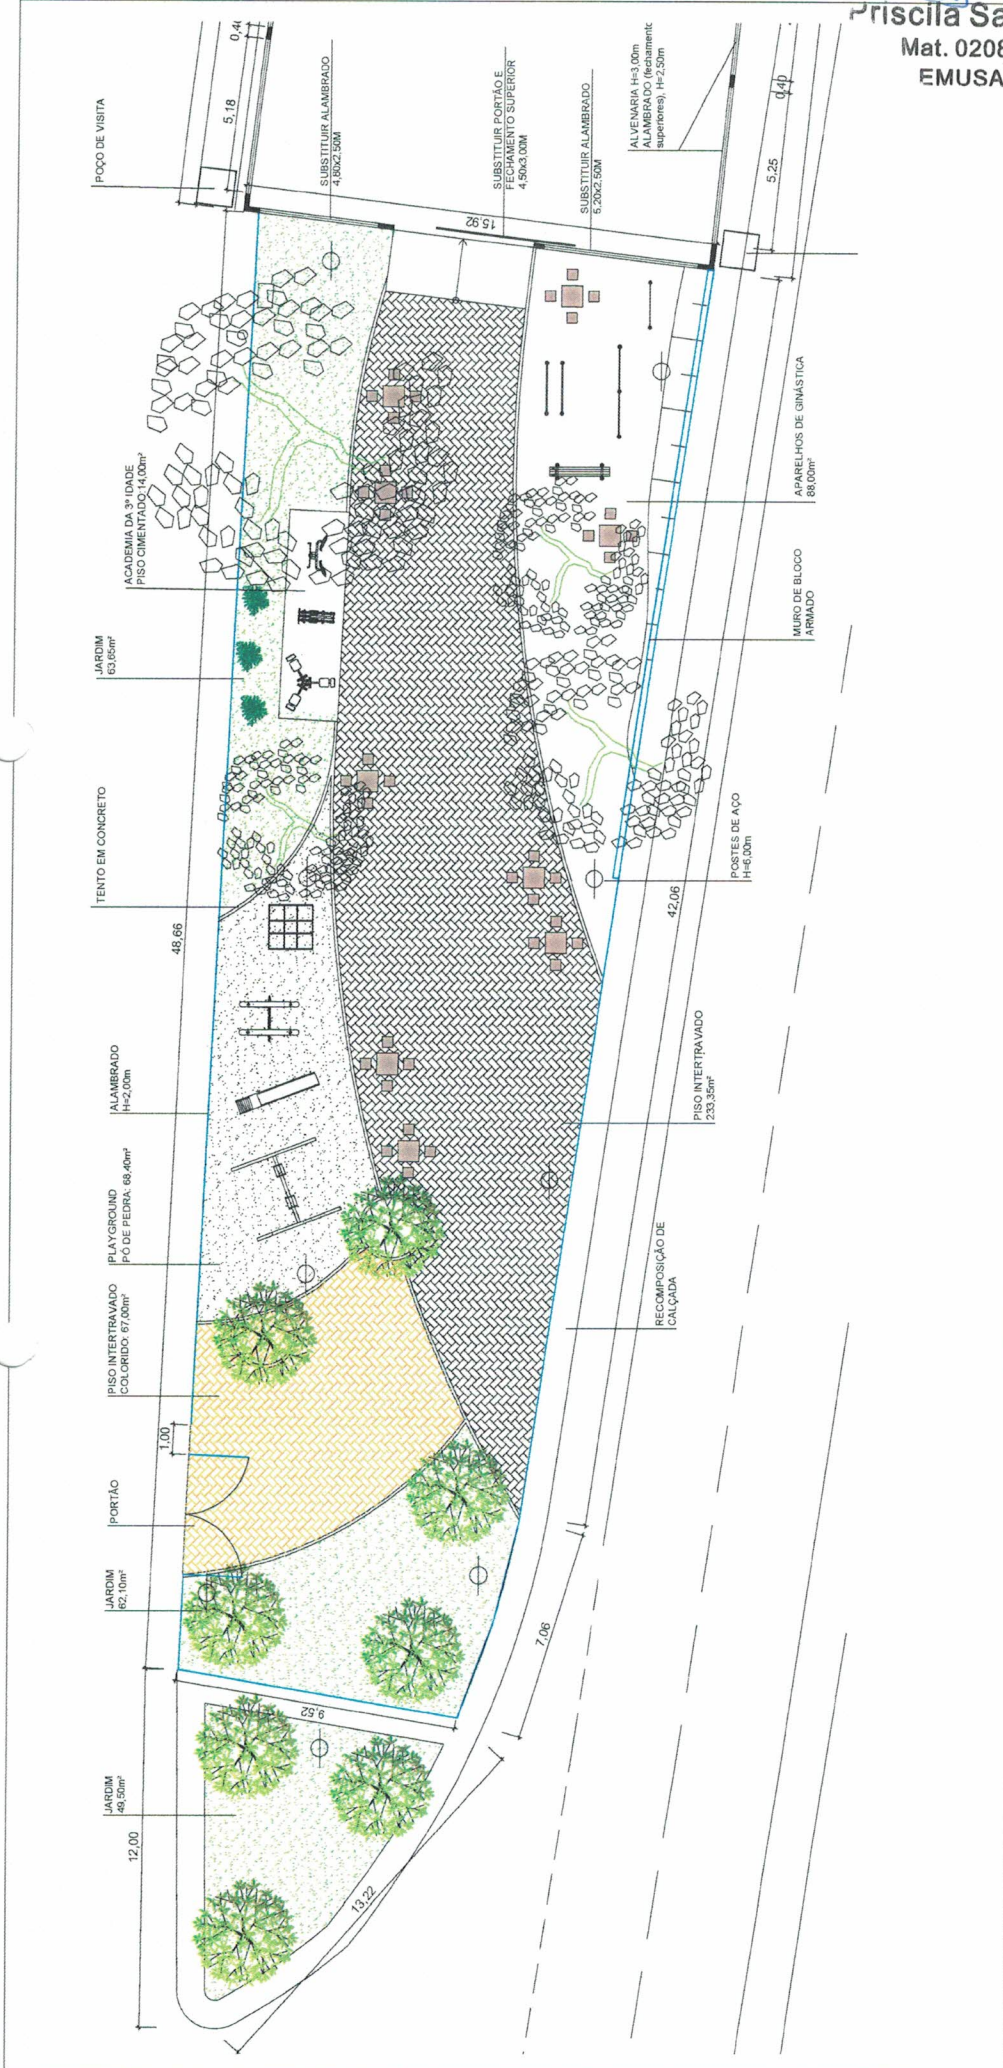 Priscila Sa
Mat. 0208
EMUSA
POÇO DE VISITA
5,18
SUBSTITUIR ALAMBRADO
4,80x2,50M
SUBSTITUIR PORTÃO E
FECHAMENTO SUPERIOR
4,50x3,00M
SUBSTITUIR ALAMBRADO
5,20x2,50M
ALVENARIA H=3,00m
ALAMBRADO (fechamento
superiores), H=2,50m
0,40
5,25
15,92
ACADEMIA DA 3ª IDADE
PISO CIMENTADO:14,00m²
APARELHOS DE GINÁSTICA
88,00m²
JARDIM
63,65m²
MURO DE BLOCO
ARMADO
TENTO EM CONCRETO
48,66
POSTES DE AÇO
H=6,00m
42,06
ALAMBRADO
H=2,00m
PISO INTERTRAVADO
233,35m²
PLAYGROUND
PÓ DE PEDRA: 68,40m²
PISO INTERTRAVADO
COLORIDO: 67,00m²
RECOMPOSIÇÃO DE
CALÇADA
1,00
PORTÃO
JARDIM
62,10m²
7,06
9,52
JARDIM
49,50m²
12,00
13,22